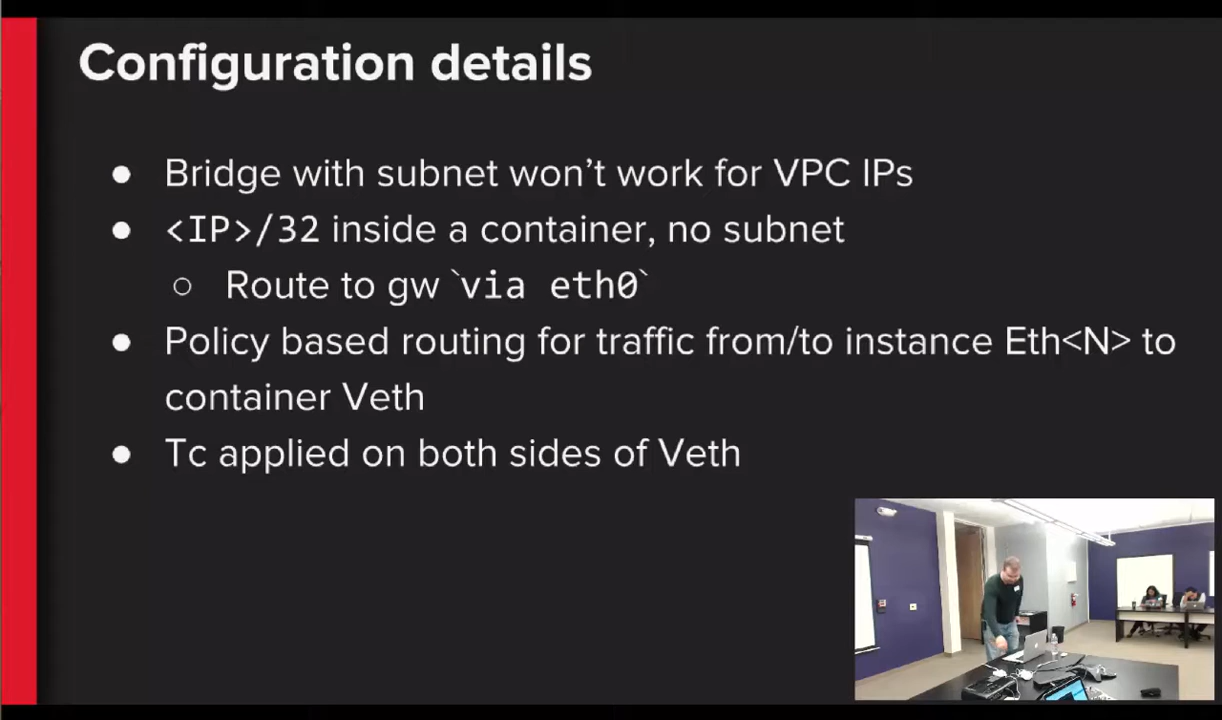 Configuration details
● Bridge with subnet won’t work for VPC IPs
● <IP>/32 inside a container, no subnet
○ Route to gw `via eth0`
● Policy based routing for traffic from/to instance Eth<N> to
container Veth
● Tc applied on both sides of Veth